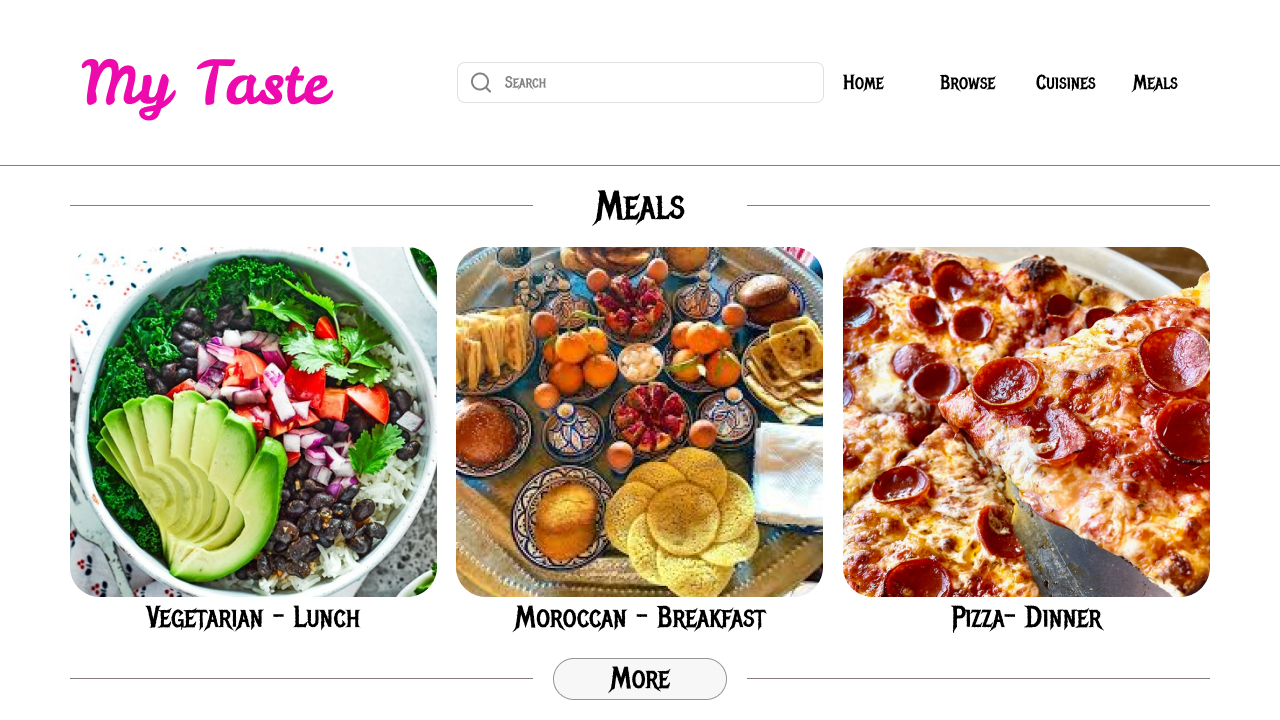 My Taste
Search
Home
Browse
Cuisines
Meals
Meals
Vegetarian - Lunch
Moroccan - Breakfast
Pizza- Dinner
More